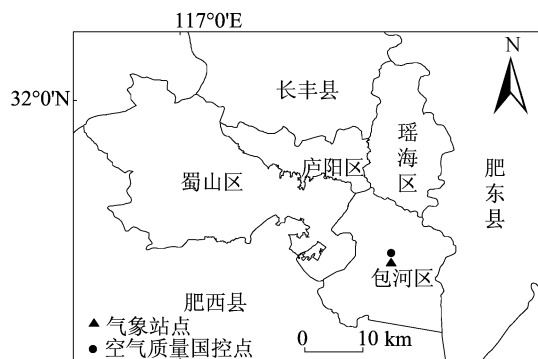 117°0′E
N
32°0′N
长丰县
瑶海区
庐阳区
蜀山区
肥东县
包河区
肥西县
▲ 气象站点
● 空气质量国控点
0 10 km